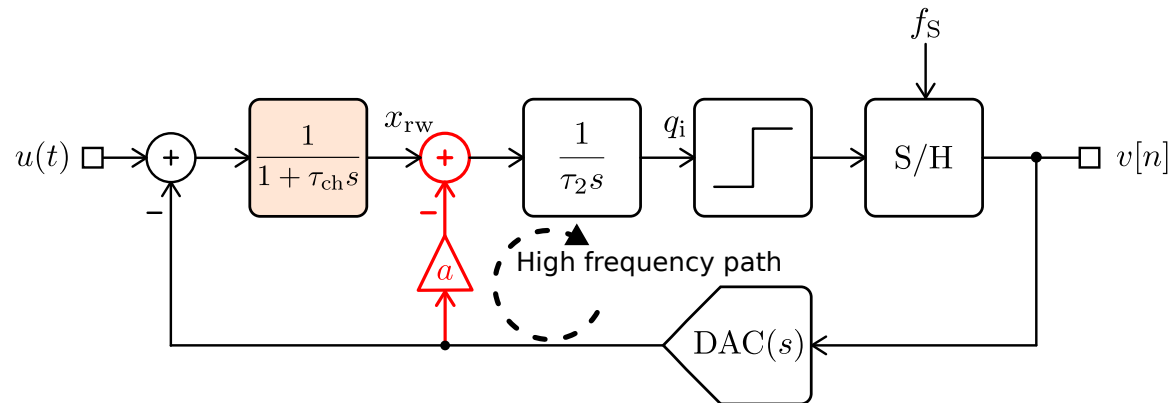 f_S
x_rw
q_i
u(t)
+
1
1 + τ_ch s
+
1
τ_2 s
S/H
v[n]
−
−
a
High frequency path
DAC(s)